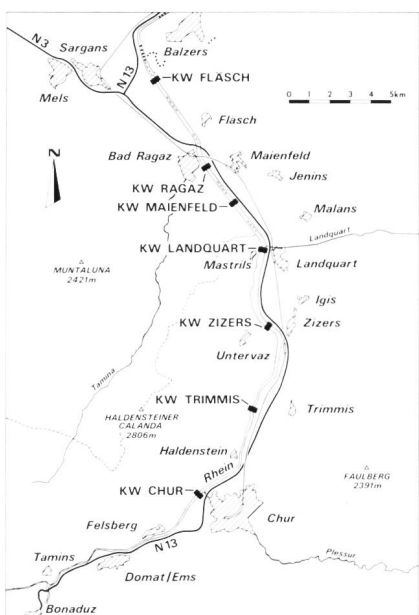 Balzers
N3
Sargans
N13
KW FLÄSCH
Mels
0 1 2 3 4 5km
Fläsch
Bad Ragaz
Maienfeld
N
KW RAGAZ
Jenins
KW MAIENFELD
Malans
Landquart
KW LANDQUART
Mastrils
Landquart
MUNTALUNA
2421m
Igis
KW ZIZERS
Zizers
Untervaz
Tamina
KW TRIMMIS
HALDENSTEINER
CALANDA
2806m
Trimmis
Haldenstein
Rhein
FAULBERG
2391m
KW CHUR
Chur
Felsberg
N13
Plessur
Tamins
Domat/Ems
Bonaduz